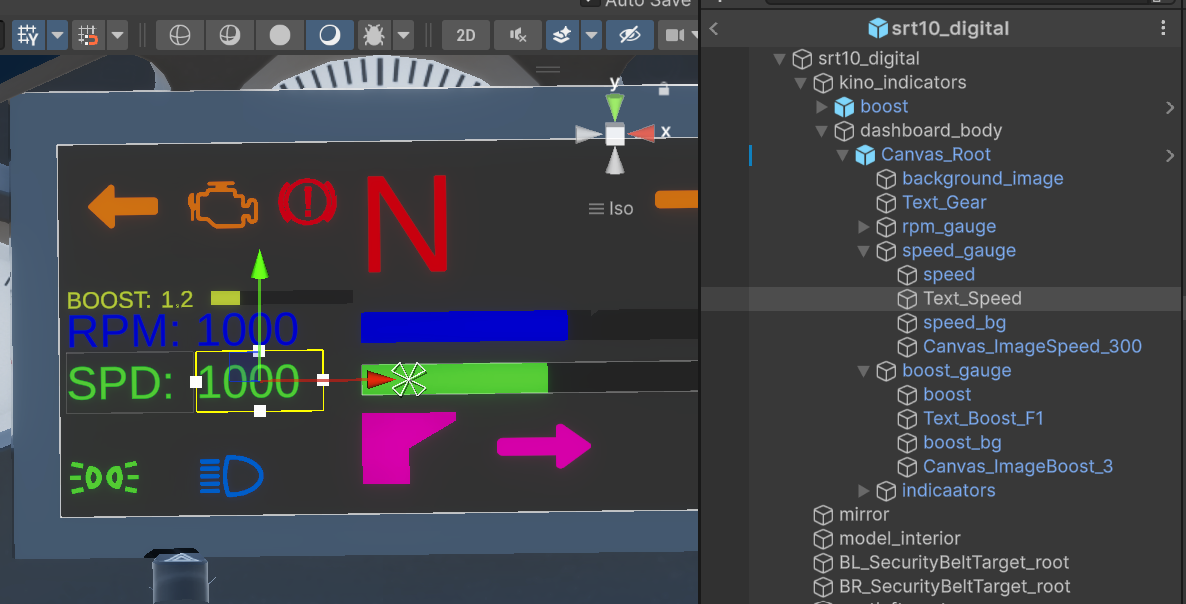 Auto Save
2D
y
x
Iso
N
BOOST: 1,2
RPM: 1000
SPD: 1000
srt10_digital
srt10_digital
kino_indicators
boost
dashboard_body
Canvas_Root
background_image
Text_Gear
rpm_gauge
speed_gauge
speed
Text_Speed
speed_bg
Canvas_ImageSpeed_300
boost_gauge
boost
Text_Boost_F1
boost_bg
Canvas_ImageBoost_3
indicaators
mirror
model_interior
BL_SecurityBeltTarget_root
BR_SecurityBeltTarget_root